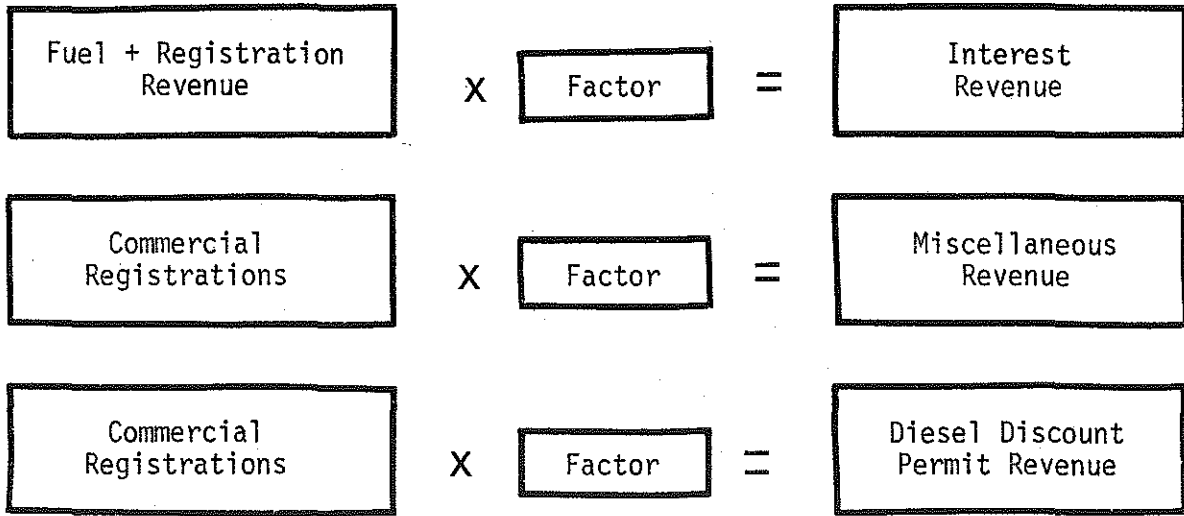 Fuel + Registration
Revenue
x
Factor
=
Interest
Revenue
Commercial
Registrations
x
Factor
=
Miscellaneous
Revenue
Commercial
Registrations
x
Factor
=
Diesel Discount
Permit Revenue